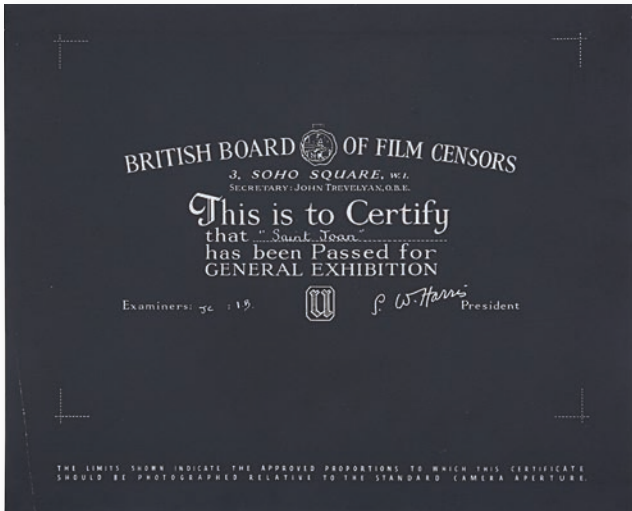 BRITISH BOARD OF FILM CENSORS
3, SOHO SQUARE, W.1.
SECRETARY: JOHN TREVELYAN, O.B.E.
This is to Certify
that "Saint Joan"
has been Passed for
GENERAL EXHIBITION
Examiners: U President
S. W. Harris
THE LIMITS SHOWN INDICATE THE APPROVED PROPORTIONS TO WHICH THIS CERTIFICATE
SHOULD BE PHOTOGRAPHED RELATIVE TO THE STANDARD CAMERA APERTURE.